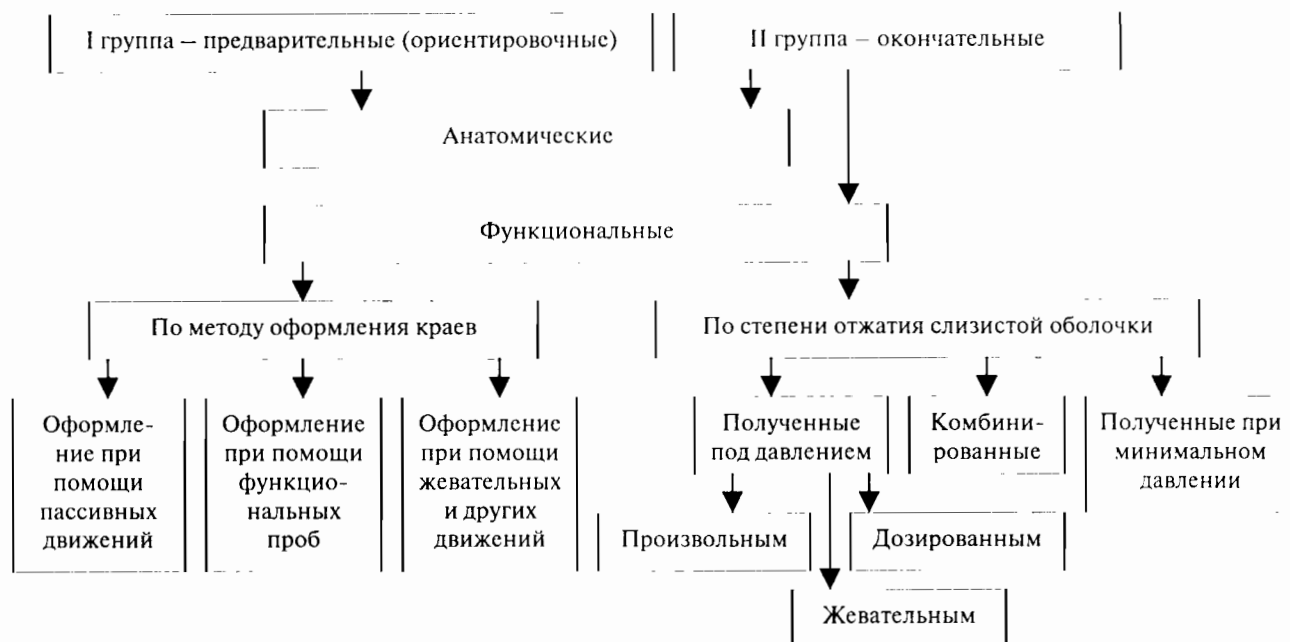 I группа – предварительные (ориентировочные)
II группа – окончательные
Анатомические
Функциональные
По методу оформления краев
По степени отжатия слизистой оболочки
Оформле-
ние при
помощи
пассивных
движений
Оформление
при помощи
функцио-
нальных
проб
Оформление
при помощи
жевательных
и других
движений
Полученные
под давлением
Комбини-
рованные
Полученные при
минимальном
давлении
Произвольным
Дозированным
Жевательным